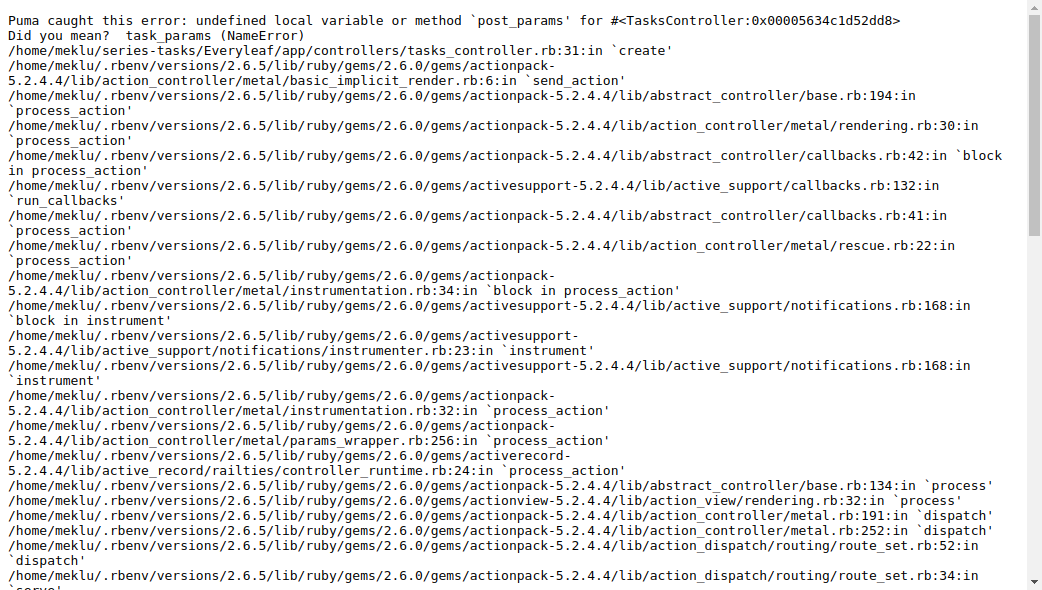 Puma caught this error: undefined local variable or method `post_params' for #<TasksController:0x00005634c1d52dd8>
Did you mean?  task_params (NameError)
/home/meklu/series-tasks/Everyleaf/app/controllers/tasks_controller.rb:31:in `create'
/home/meklu/.rbenv/versions/2.6.5/lib/ruby/gems/2.6.0/gems/actionpack-
5.2.4.4/lib/action_controller/metal/basic_implicit_render.rb:6:in `send_action'
/home/meklu/.rbenv/versions/2.6.5/lib/ruby/gems/2.6.0/gems/actionpack-5.2.4.4/lib/abstract_controller/base.rb:194:in
`process_action'
/home/meklu/.rbenv/versions/2.6.5/lib/ruby/gems/2.6.0/gems/actionpack-5.2.4.4/lib/action_controller/metal/rendering.rb:30:in
`process_action'
/home/meklu/.rbenv/versions/2.6.5/lib/ruby/gems/2.6.0/gems/actionpack-5.2.4.4/lib/abstract_controller/callbacks.rb:42:in `block
in process_action'
/home/meklu/.rbenv/versions/2.6.5/lib/ruby/gems/2.6.0/gems/activesupport-5.2.4.4/lib/active_support/callbacks.rb:132:in
`run_callbacks'
/home/meklu/.rbenv/versions/2.6.5/lib/ruby/gems/2.6.0/gems/actionpack-5.2.4.4/lib/abstract_controller/callbacks.rb:41:in
`process_action'
/home/meklu/.rbenv/versions/2.6.5/lib/ruby/gems/2.6.0/gems/actionpack-5.2.4.4/lib/action_controller/metal/rescue.rb:22:in
`process_action'
/home/meklu/.rbenv/versions/2.6.5/lib/ruby/gems/2.6.0/gems/actionpack-
5.2.4.4/lib/action_controller/metal/instrumentation.rb:34:in `block in process_action'
/home/meklu/.rbenv/versions/2.6.5/lib/ruby/gems/2.6.0/gems/activesupport-5.2.4.4/lib/active_support/notifications.rb:168:in
`block in instrument'
/home/meklu/.rbenv/versions/2.6.5/lib/ruby/gems/2.6.0/gems/activesupport-
5.2.4.4/lib/active_support/notifications/instrumenter.rb:23:in `instrument'
/home/meklu/.rbenv/versions/2.6.5/lib/ruby/gems/2.6.0/gems/activesupport-5.2.4.4/lib/active_support/notifications.rb:168:in
`instrument'
/home/meklu/.rbenv/versions/2.6.5/lib/ruby/gems/2.6.0/gems/actionpack-
5.2.4.4/lib/action_controller/metal/instrumentation.rb:32:in `process_action'
/home/meklu/.rbenv/versions/2.6.5/lib/ruby/gems/2.6.0/gems/actionpack-
5.2.4.4/lib/action_controller/metal/params_wrapper.rb:256:in `process_action'
/home/meklu/.rbenv/versions/2.6.5/lib/ruby/gems/2.6.0/gems/activerecord-
5.2.4.4/lib/active_record/railties/controller_runtime.rb:24:in `process_action'
/home/meklu/.rbenv/versions/2.6.5/lib/ruby/gems/2.6.0/gems/actionpack-5.2.4.4/lib/abstract_controller/base.rb:134:in `process'
/home/meklu/.rbenv/versions/2.6.5/lib/ruby/gems/2.6.0/gems/actionview-5.2.4.4/lib/action_view/rendering.rb:32:in `process'
/home/meklu/.rbenv/versions/2.6.5/lib/ruby/gems/2.6.0/gems/actionpack-5.2.4.4/lib/action_controller/metal.rb:191:in `dispatch'
/home/meklu/.rbenv/versions/2.6.5/lib/ruby/gems/2.6.0/gems/actionpack-5.2.4.4/lib/action_controller/metal.rb:252:in `dispatch'
/home/meklu/.rbenv/versions/2.6.5/lib/ruby/gems/2.6.0/gems/actionpack-5.2.4.4/lib/action_dispatch/routing/route_set.rb:52:in
`dispatch'
/home/meklu/.rbenv/versions/2.6.5/lib/ruby/gems/2.6.0/gems/actionpack-5.2.4.4/lib/action_dispatch/routing/route_set.rb:34:in